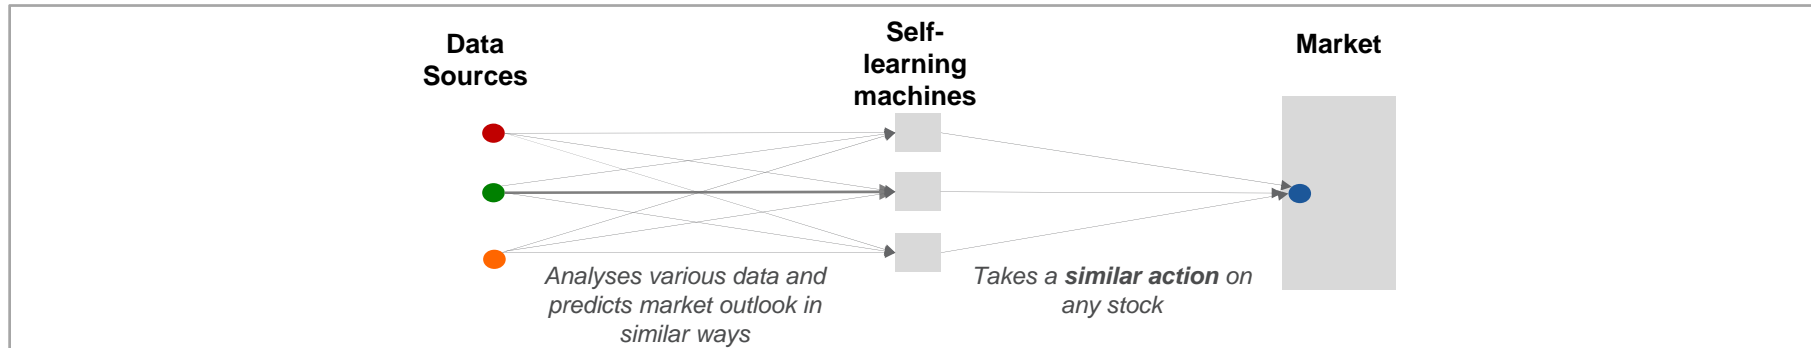 Data
Sources
Self-
learning
machines
Market
Analyses various data and
predicts market outlook in
similar ways
Takes a similar action on
any stock